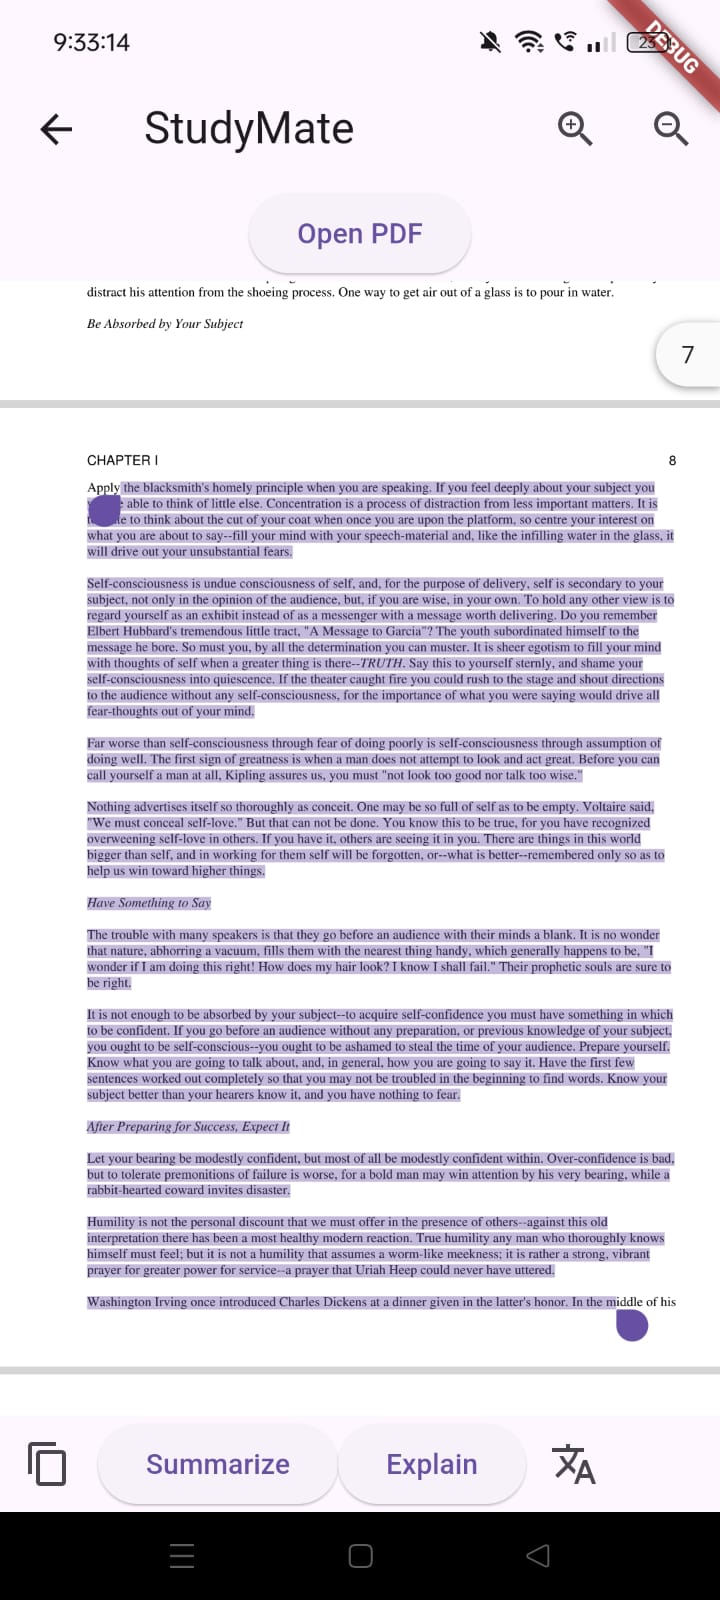 9:33:14
23
DEBUG
StudyMate
Open PDF
distract his attention from the shoeing process. One way to get air out of a glass is to pour in water.
Be Absorbed by Your Subject
7
CHAPTER I
8
Apply the blacksmith's homely principle when you are speaking. If you feel deeply about your subject you
able to think of little else. Concentration is a process of distraction from less important matters. It is
to think about the cut of your coat when once you are upon the platform, so centre your interest on
what you are about to say--fill your mind with your speech-material and, like the infilling water in the glass, it
will drive out your unsubstantial fears.
Self-consciousness is undue consciousness of self, and, for the purpose of delivery, self is secondary to your
subject, not only in the opinion of the audience, but, if you are wise, in your own. To hold any other view is to
regard yourself as an exhibit instead of as a messenger with a message worth delivering. Do you remember
Elbert Hubbard's tremendous little tract, "A Message to Garcia"? The youth subordinated himself to the
message he bore. So must you, by all the determination you can muster. It is sheer egotism to fill your mind
with thoughts of self when a greater thing is there--TRUTH. Say this to yourself sternly, and shame your
self-consciousness into quiescence. If the theater caught fire you could rush to the stage and shout directions
to the audience without any self-consciousness, for the importance of what you were saying would drive all
fear-thoughts out of your mind.
Far worse than self-consciousness through fear of doing poorly is self-consciousness through assumption of
doing well. The first sign of greatness is when a man does not attempt to look and act great. Before you can
call yourself a man at all, Kipling assures us, you must "not look too good nor talk too wise."
Nothing advertises itself so thoroughly as conceit. One may be so full of self as to be empty. Voltaire said,
"We must conceal self-love." But that can not be done. You know this to be true, for you have recognized
overweening self-love in others. If you have it, others are seeing it in you. There are things in this world
bigger than self, and in working for them self will be forgotten, or--what is better--remembered only so as to
help us win toward higher things.
Have Something to Say
The trouble with many speakers is that they go before an audience with their minds a blank. It is no wonder
that nature, abhorring a vacuum, fills them with the nearest thing handy, which generally happens to be, "I
wonder if I am doing this right! How does my hair look? I know I shall fail." Their prophetic souls are sure to
be right.
It is not enough to be absorbed by your subject--to acquire self-confidence you must have something in which
to be confident. If you go before an audience without any preparation, or previous knowledge of your subject,
you ought to be self-conscious--you ought to be ashamed to steal the time of your audience. Prepare yourself.
Know what you are going to talk about, and, in general, how you are going to say it. Have the first few
sentences worked out completely so that you may not be troubled in the beginning to find words. Know your
subject better than your hearers know it, and you have nothing to fear.
After Preparing for Success, Expect It
Let your bearing be modestly confident, but most of all be modestly confident within. Over-confidence is bad,
but to tolerate premonitions of failure is worse, for a bold man may win attention by his very bearing, while a
rabbit-hearted coward invites disaster.
Humility is not the personal discount that we must offer in the presence of others--against this old
interpretation there has been a most healthy modern reaction. True humility any man who thoroughly knows
himself must feel; but it is not a humility that assumes a worm-like meekness; it is rather a strong, vibrant
prayer for greater power for service--a prayer that Uriah Heep could never have uttered.
Washington Irving once introduced Charles Dickens at a dinner given in the latter's honor. In the middle of his
Summarize
Explain